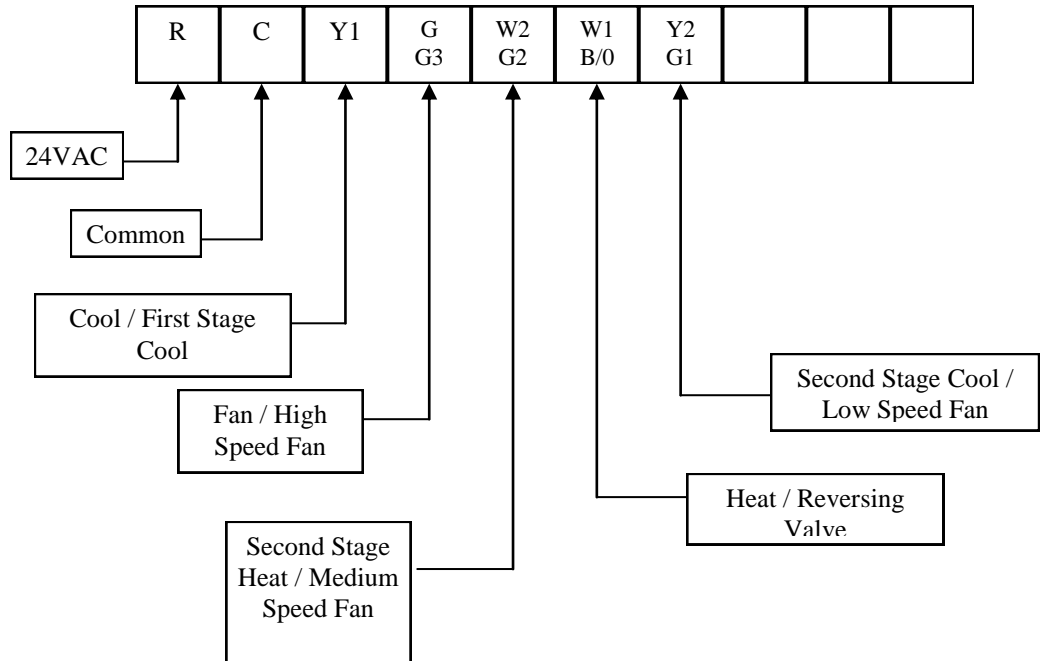 R C Y1 G W2 W1 Y2
G3 G2 B/0 G1
24VAC
Common
Cool / First Stage
Cool
Fan / High
Speed Fan
Second Stage
Heat / Medium
Speed Fan
Second Stage Cool /
Low Speed Fan
Heat / Reversing
Valve